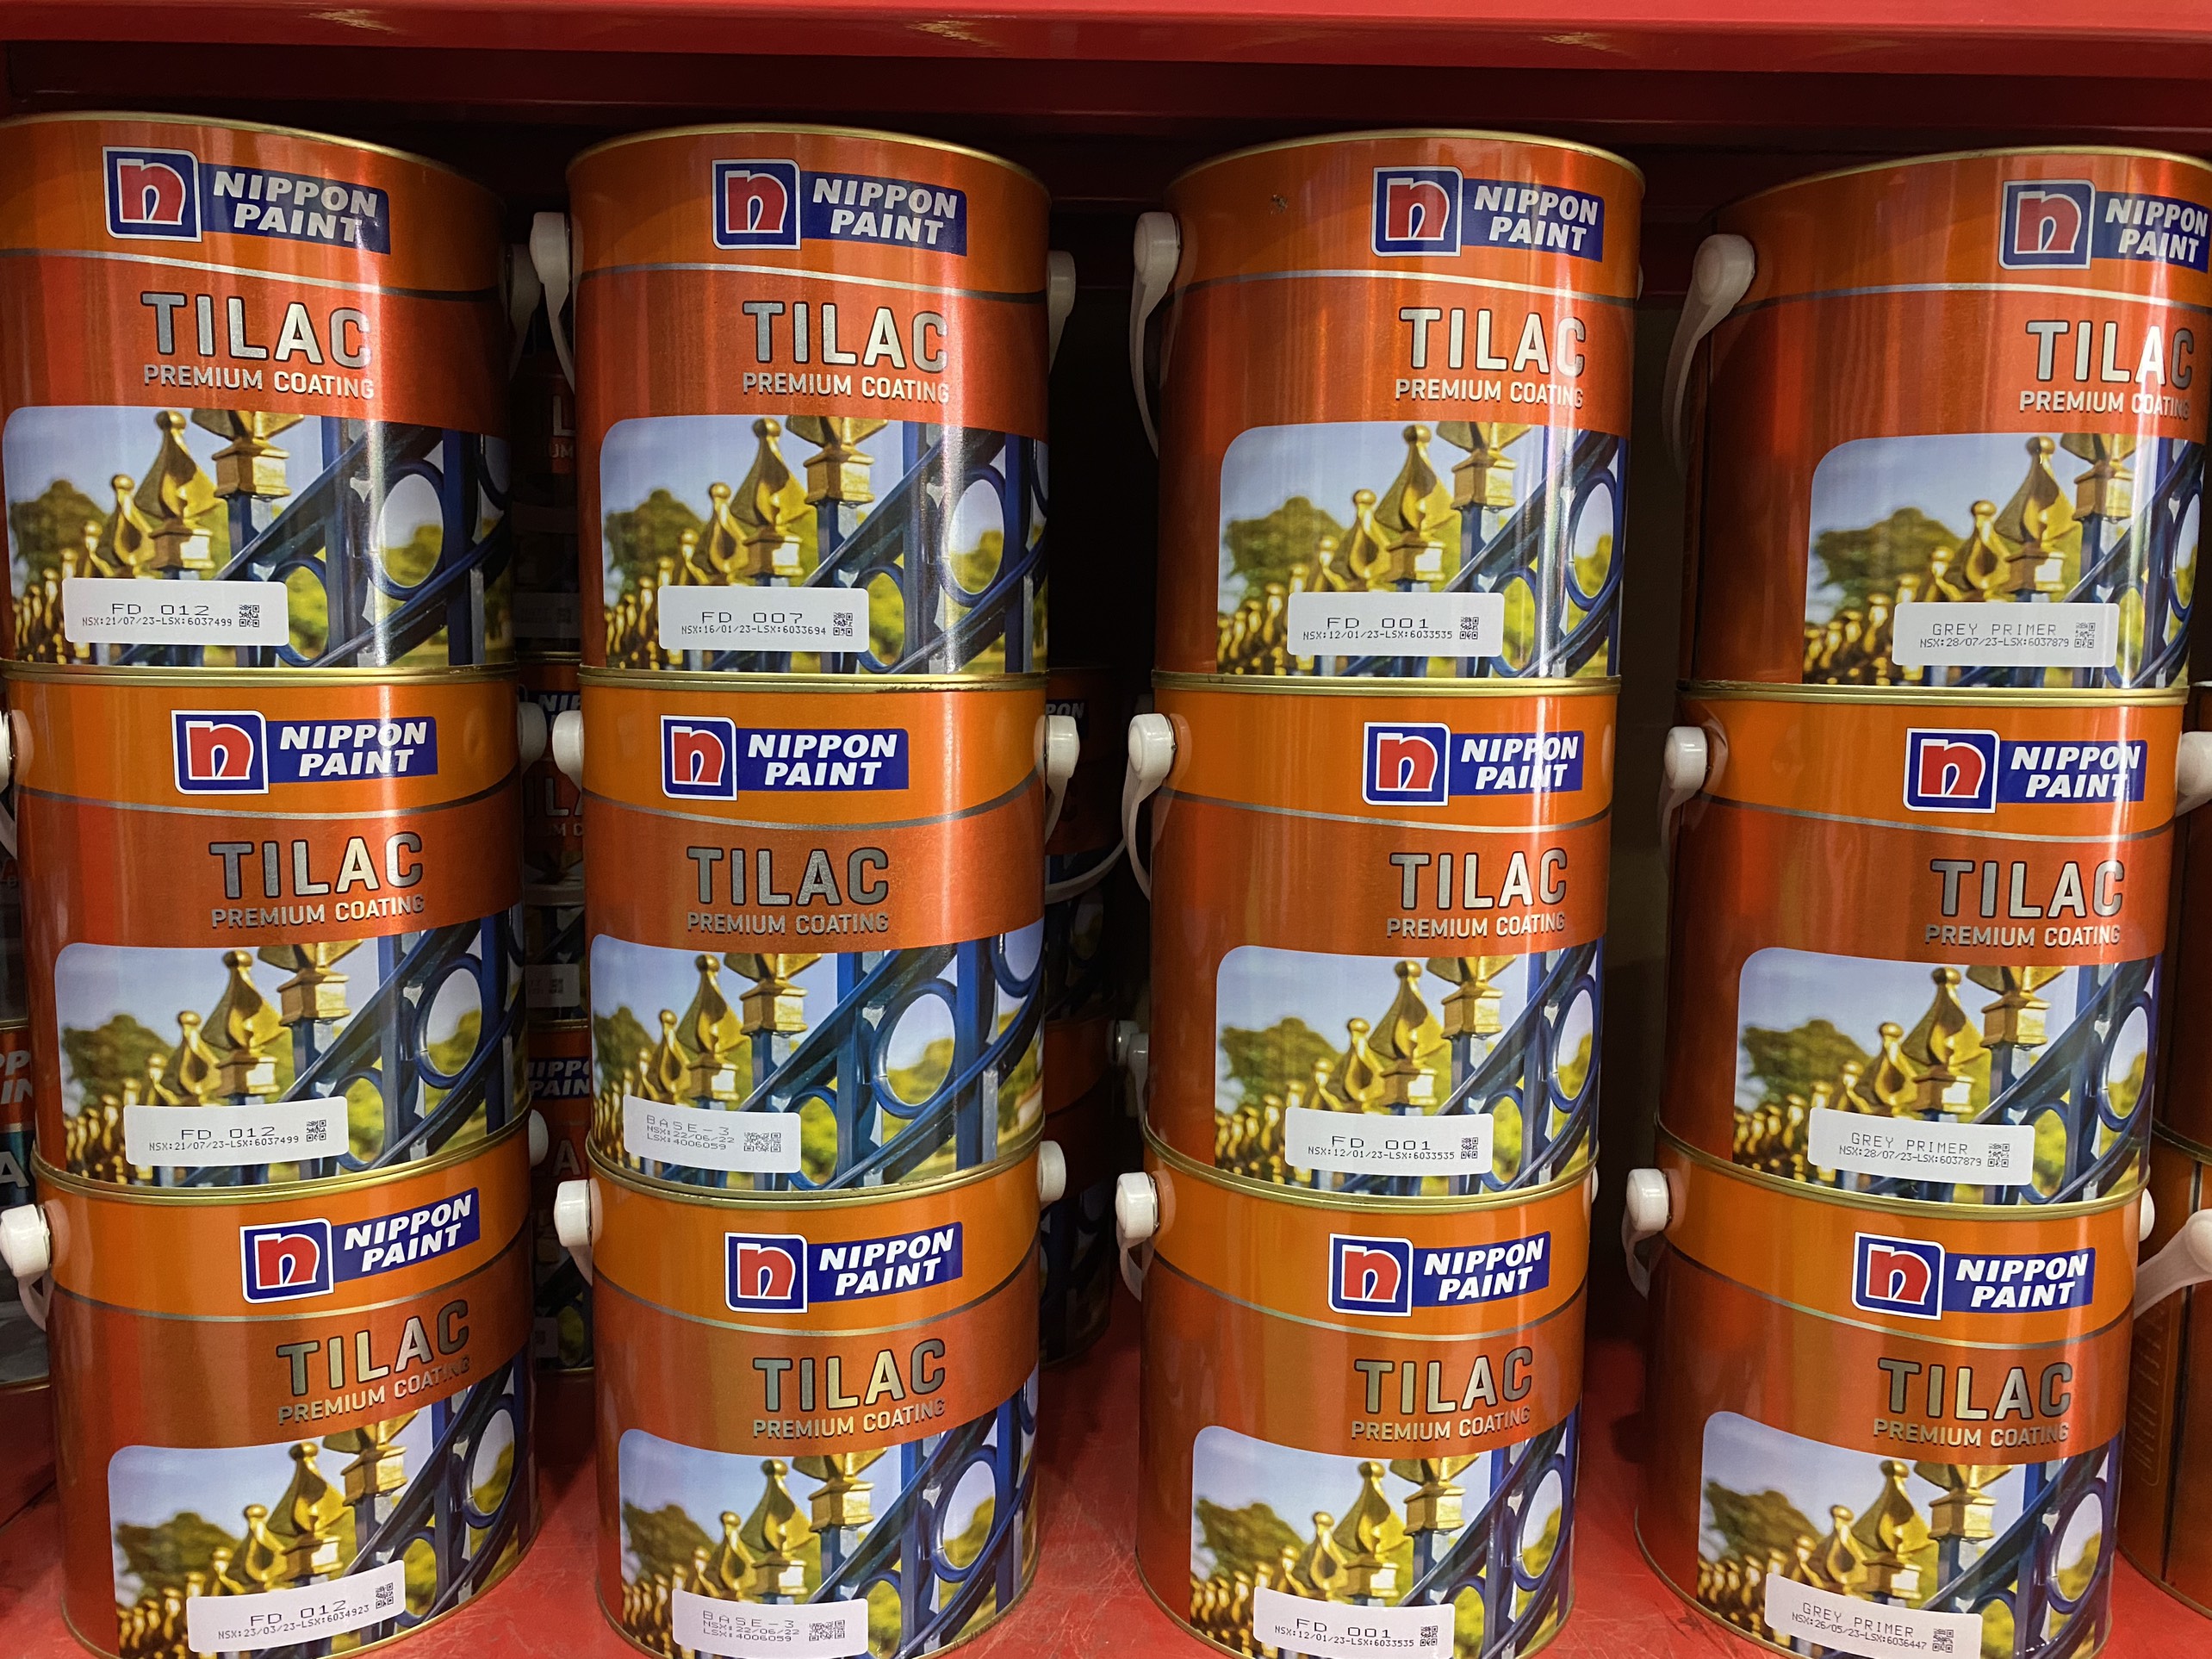 NIPPON
PAINT
TILAC
PREMIUM COATING
FD 012
NSX:21/07/23-LSX:6037499
NIPPON
PAINT
TILAC
PREMIUM COATING
FD 007
NSX:16/01/23-LSX:6033694
NIPPON
PAINT
TILAC
PREMIUM COATING
FD 001
NSX:12/01/23-LSX:6033535
NIPPON
PAINT
TILAC
PREMIUM COATING
GREY PRIMER
NSX:28/07/23-LSX:6037879
NIPPON
PAINT
TILAC
PREMIUM COATING
FD 012
NSX:21/07/23-LSX:6037499
NIPPON
PAINT
TILAC
PREMIUM COATING
BASE-3
NSX:22/06/22
LSX:4006059
NIPPON
PAINT
TILAC
PREMIUM COATING
FD 001
NSX:12/01/23-LSX:6033535
NIPPON
PAINT
TILAC
PREMIUM COATING
GREY PRIMER
NSX:28/07/23-LSX:6037879
NIPPON
PAINT
TILAC
PREMIUM COATING
FD 012
NSX:23/03/23-LSX:6034923
NIPPON
PAINT
TILAC
PREMIUM COATING
BASE-3
NSX:22/06/22
LSX:4006059
NIPPON
PAINT
TILAC
PREMIUM COATING
FD 001
NSX:12/01/23-LSX:6033535
NIPPON
PAINT
TILAC
PREMIUM COATING
GREY PRIMER
NSX:26/05/23-LSX:6036447